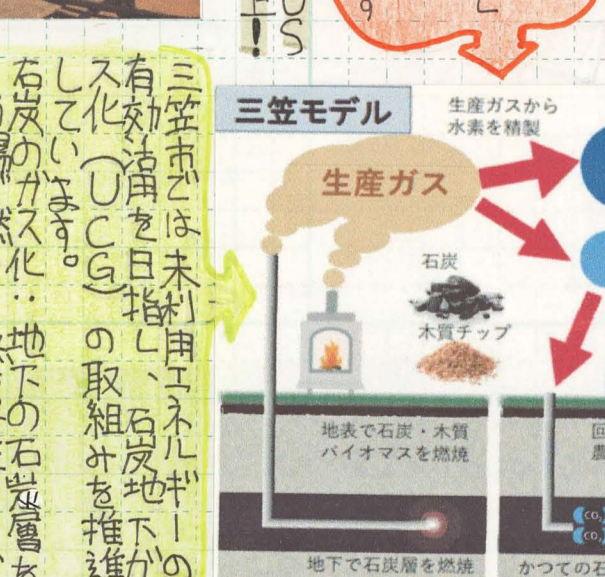 三笠モデル
生産ガスから
水素を精製
生産ガス
石炭
木質チップ
地表で石炭・木質
バイオマスを燃焼
地下で石炭層を燃焼
CO₂
CO₂
かつての石
三笠市では未利用エネルギーの
有効活用を目指し、石炭地下ガ
ス化(UCG)の取組みを推進
しています。
石炭のガス化:地下の石炭層を
US
!
す